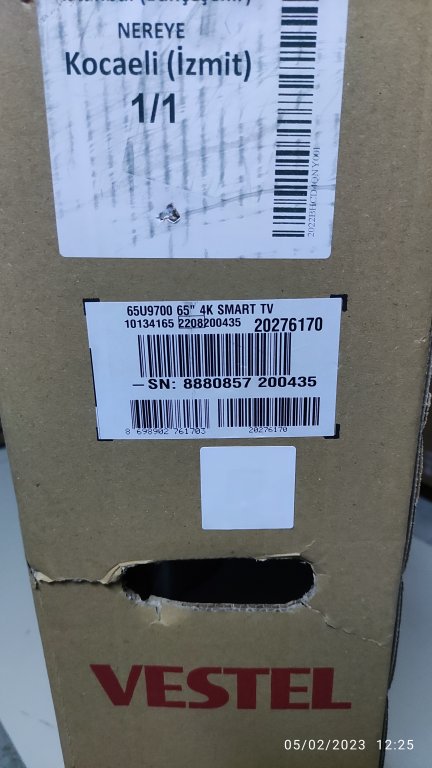 NEREYE
Kocaeli (İzmit)
1/1
65U9700 65" 4K SMART TV
10134165 2208200435 20276170
SN: 8880857 200435
8 698902 761703
20276170
VESTEL
05/02/2023 12:25